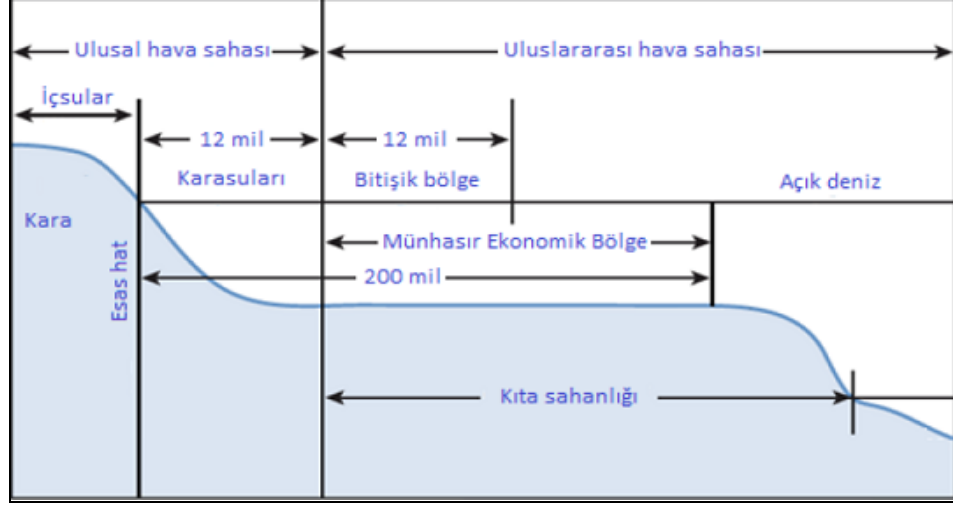 Ulusal hava sahası
Uluslararası hava sahası
İçsular
12 mil
12 mil
Karasuları
Bitişik bölge
Açık deniz
Kara
Münhasır Ekonomik Bölge
Esas hat
200 mil
Kıta sahanlığı